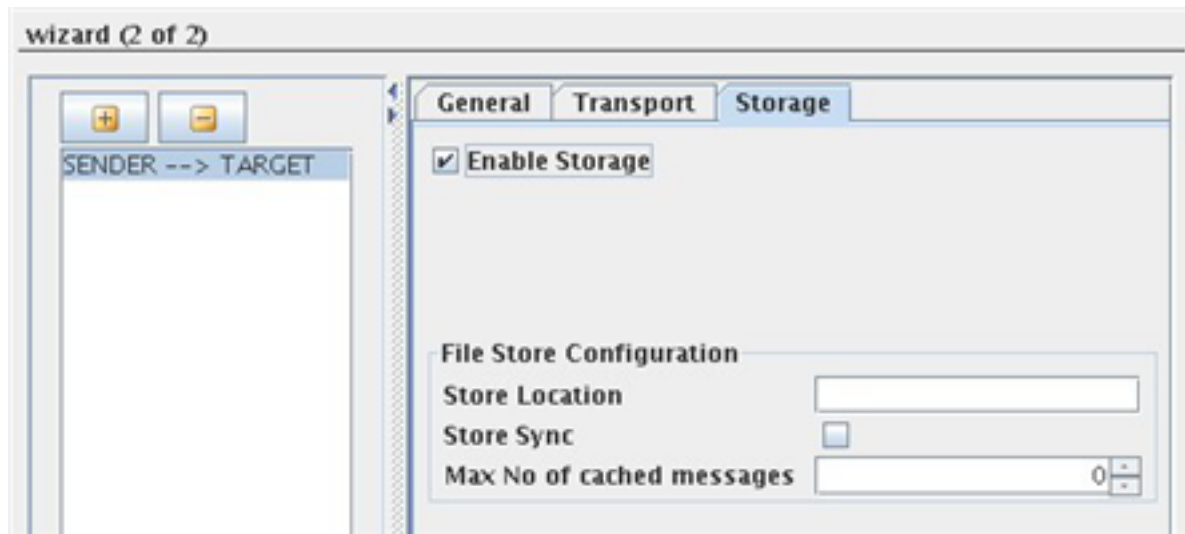 wizard (2 of 2)
SENDER --> TARGET
General Transport Storage
Enable Storage
File Store Configuration
Store Location
Store Sync
Max No of cached messages 0